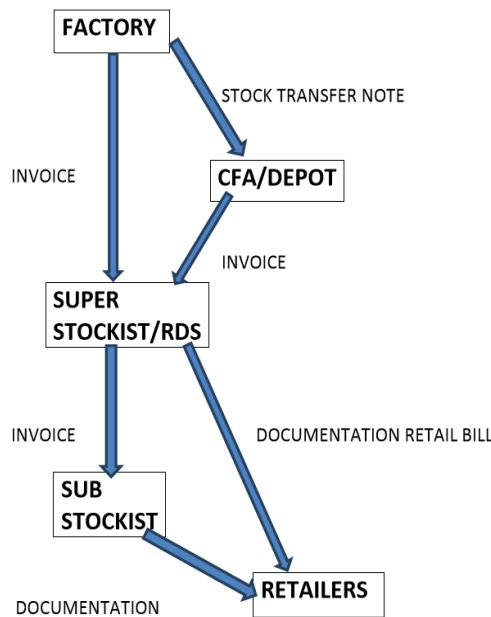 FACTORY
STOCK TRANSFER NOTE
INVOICE
CFA/DEPOT
INVOICE
SUPER
STOCKIST/RDS
INVOICE
DOCUMENTATION RETAIL BILL
SUB
STOCKIST
RETAILERS
DOCUMENTATION